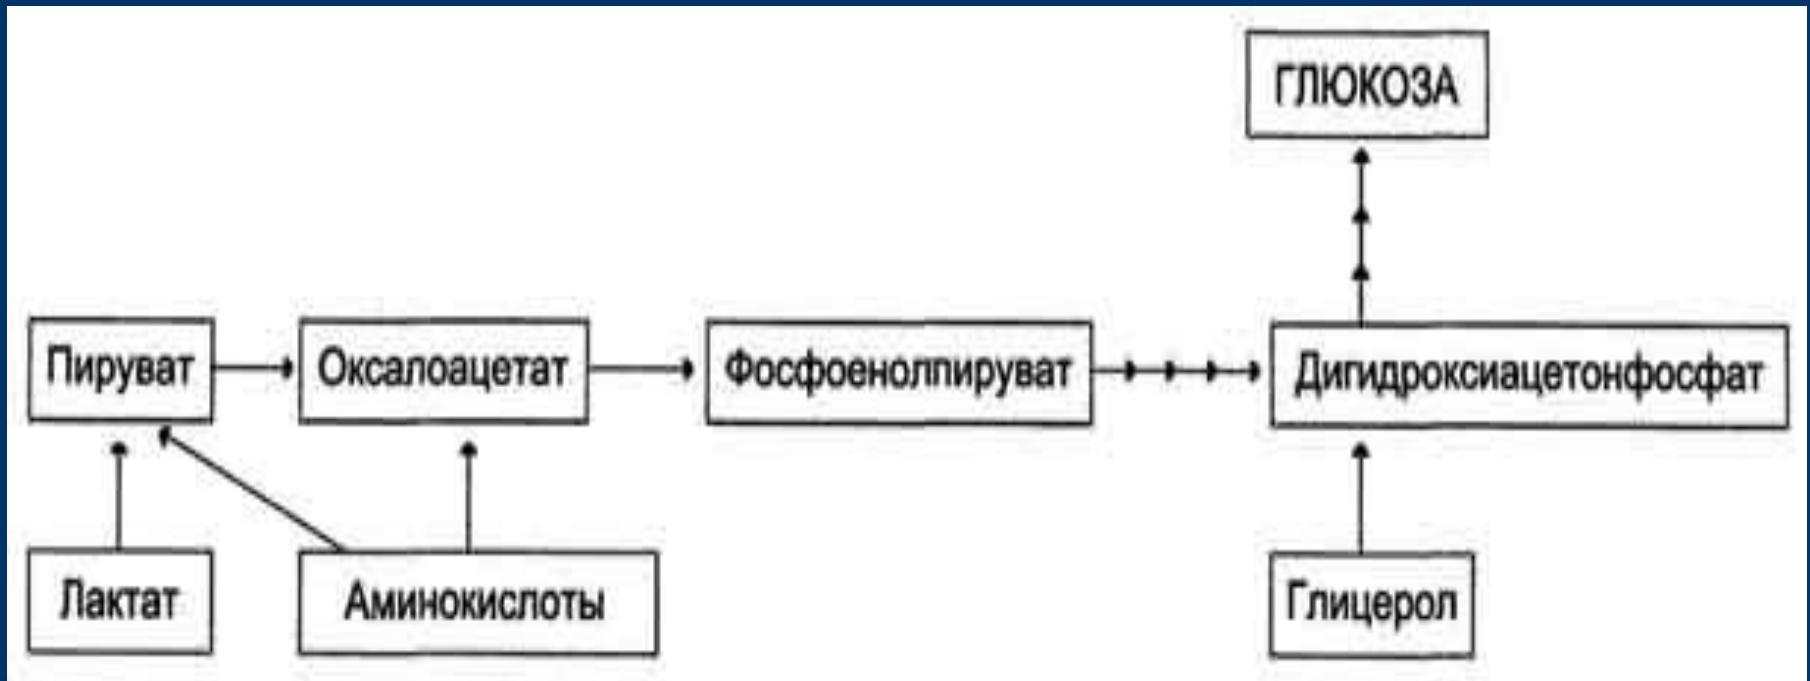 ГЛЮКОЗА
Пируват
Оксалоацетат
Фосфоенолпируват
Дигидроксиацетонфосфат
Лактат
Аминокислоты
Глицерол